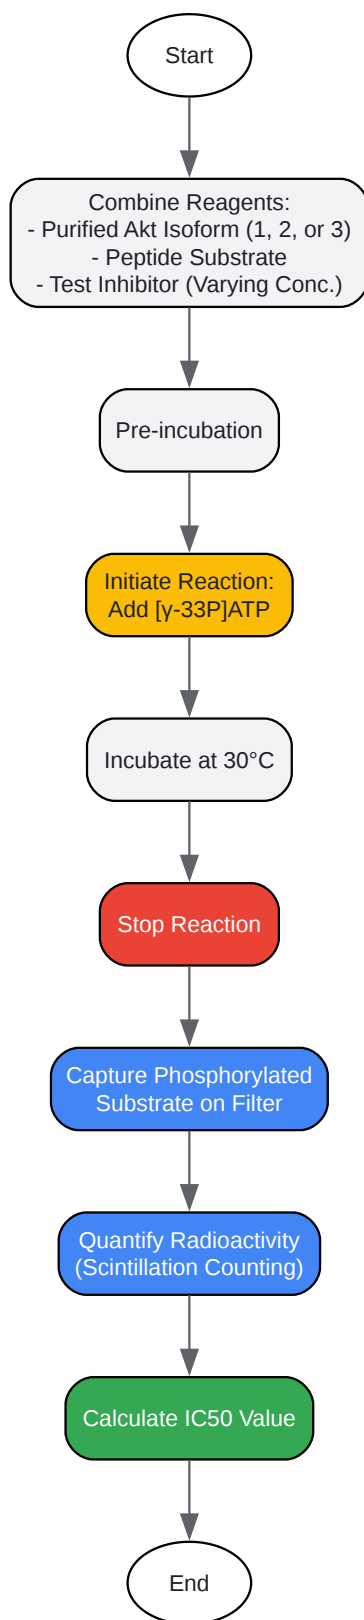 Start
Combine Reagents:
- Purified Akt Isoform (1, 2, or 3)
- Peptide Substrate
- Test Inhibitor (Varying Conc.)
Pre-incubation
Initiate Reaction:
Add [γ-33P]ATP
Incubate at 30°C
Stop Reaction
Capture Phosphorylated
Substrate on Filter
Quantify Radioactivity
(Scintillation Counting)
Calculate IC50 Value
End